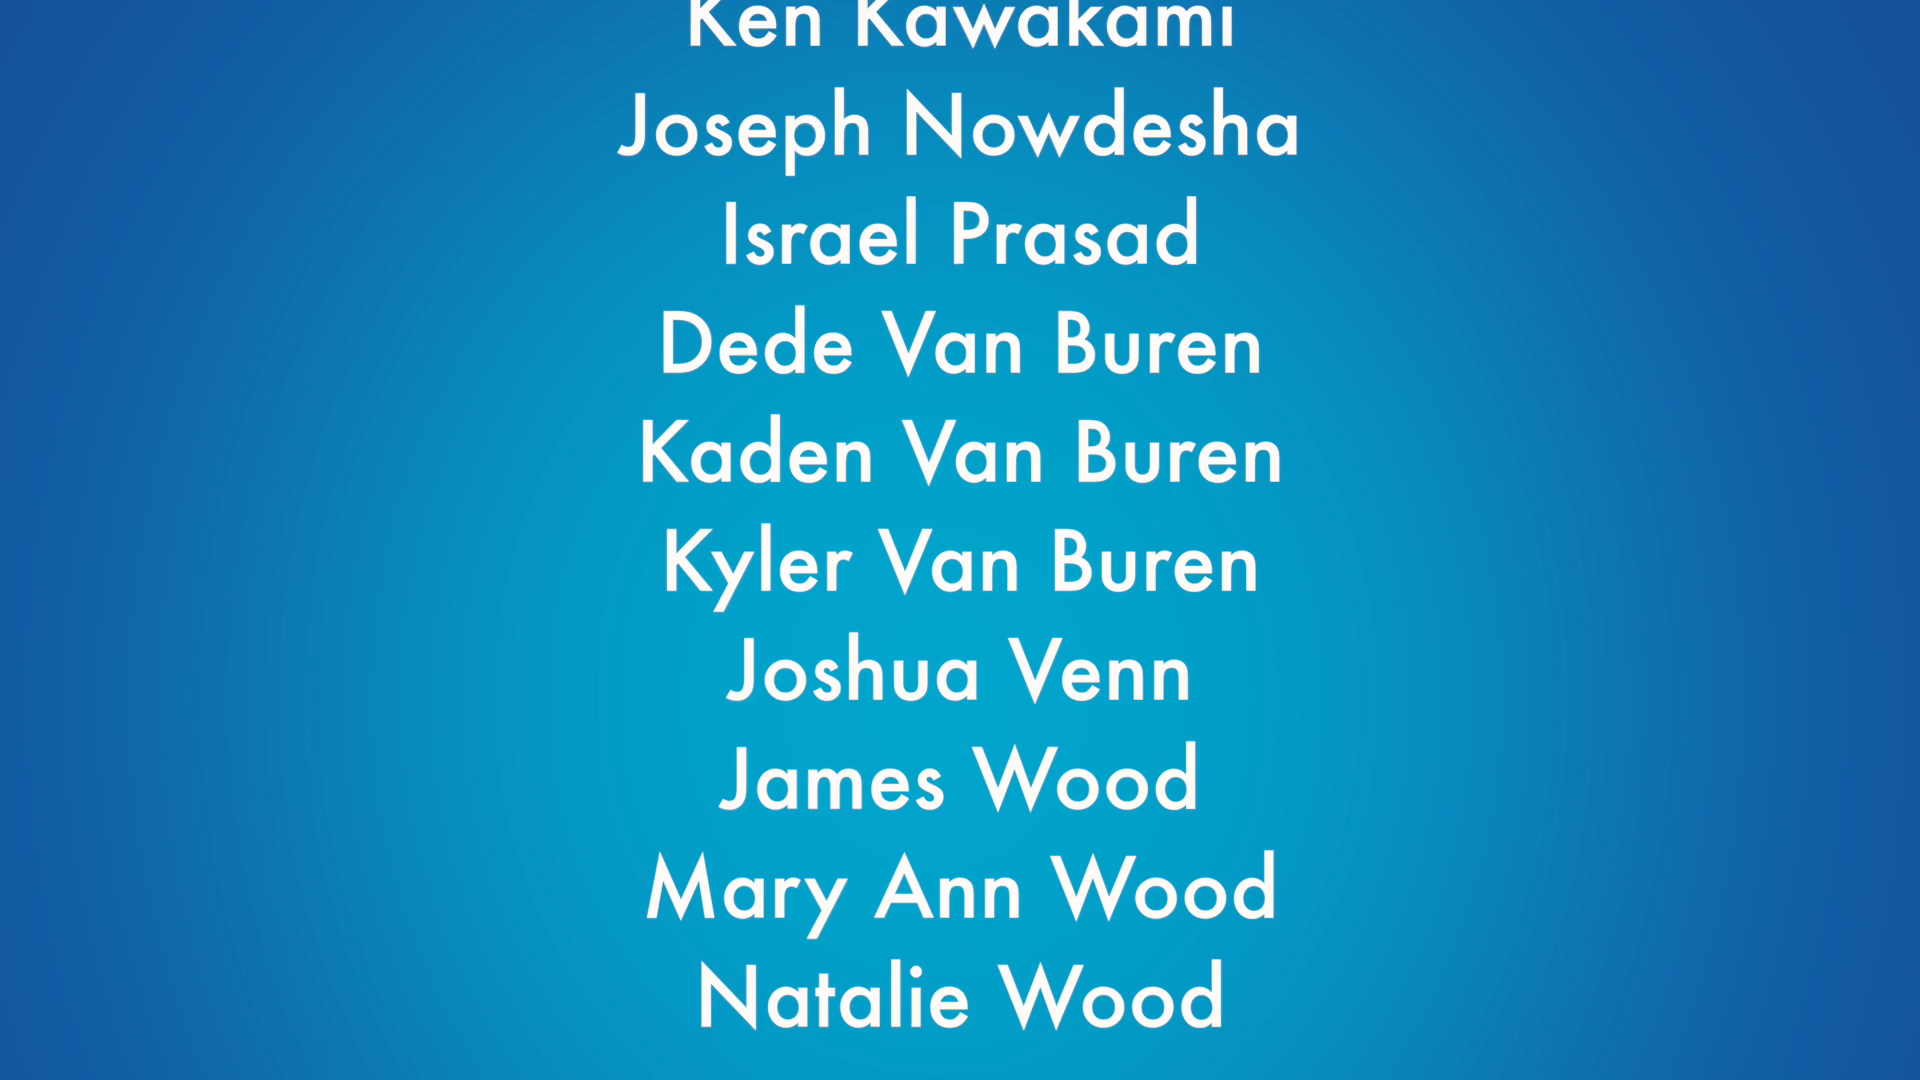 Ken Kawakami
Joseph Nowdesha
Israel Prasad
Dede Van Buren
Kaden Van Buren
Kyler Van Buren
Joshua Venn
James Wood
Mary Ann Wood
Natalie Wood